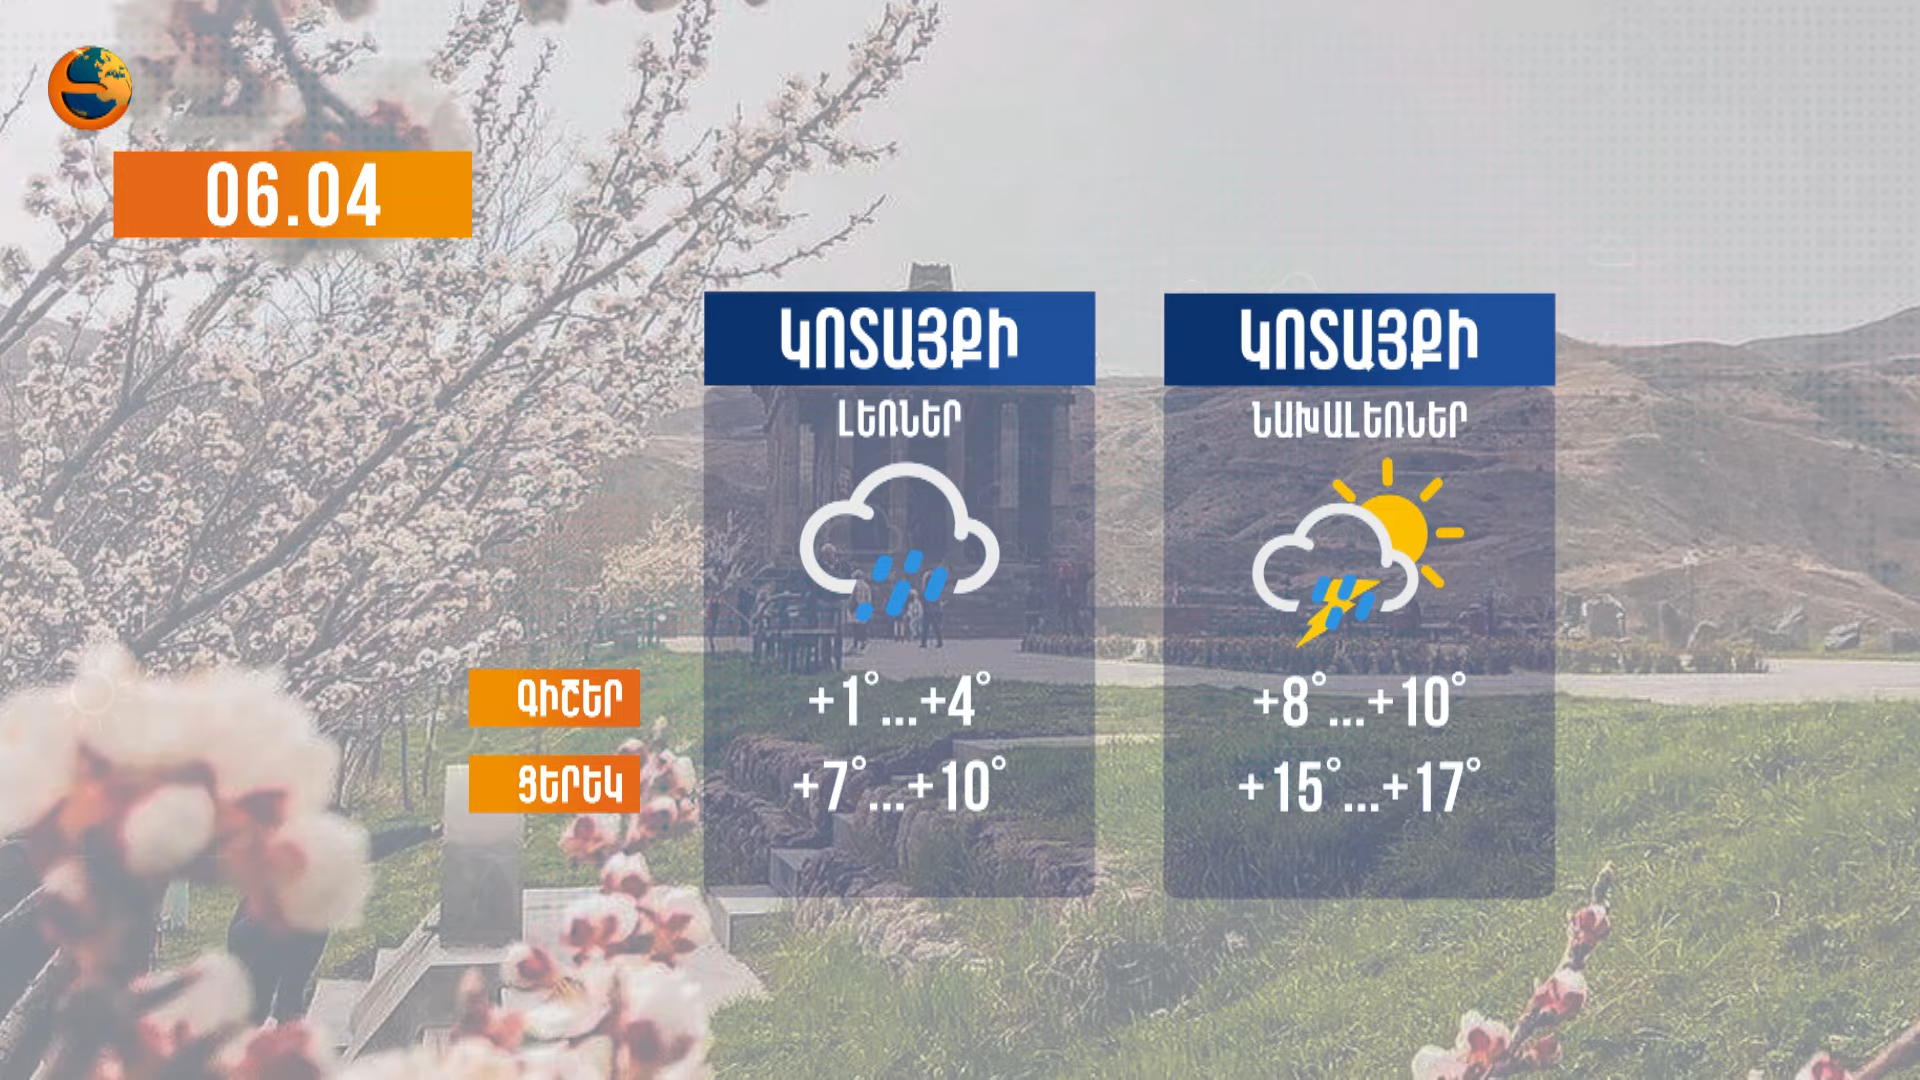 06.04
ԿՈՏԱՅՔԻ
ԼԵՌՆԵՐ
ԿՈՏԱՅՔԻ
ՆԱԽԱԼԵՌՆԵՐ
ԳԻՇԵՐ
+1°...+4°
+8°...+10°
ՑԵՐԵԿ
+7°...+10°
+15°...+17°